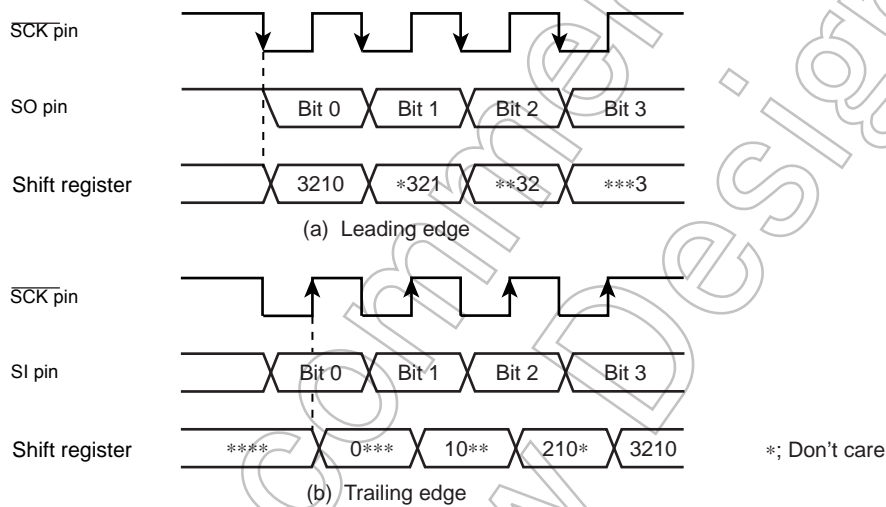 SCK pin
SO pin
Bit 0 Bit 1 Bit 2 Bit 3
Shift register
3210 *321 **32 ***3
(a) Leading edge
SCK pin
SI pin
Bit 0 Bit 1 Bit 2 Bit 3
Shift register
**** 0*** 10** 210* 3210
*; Don't care
(b) Trailing edge